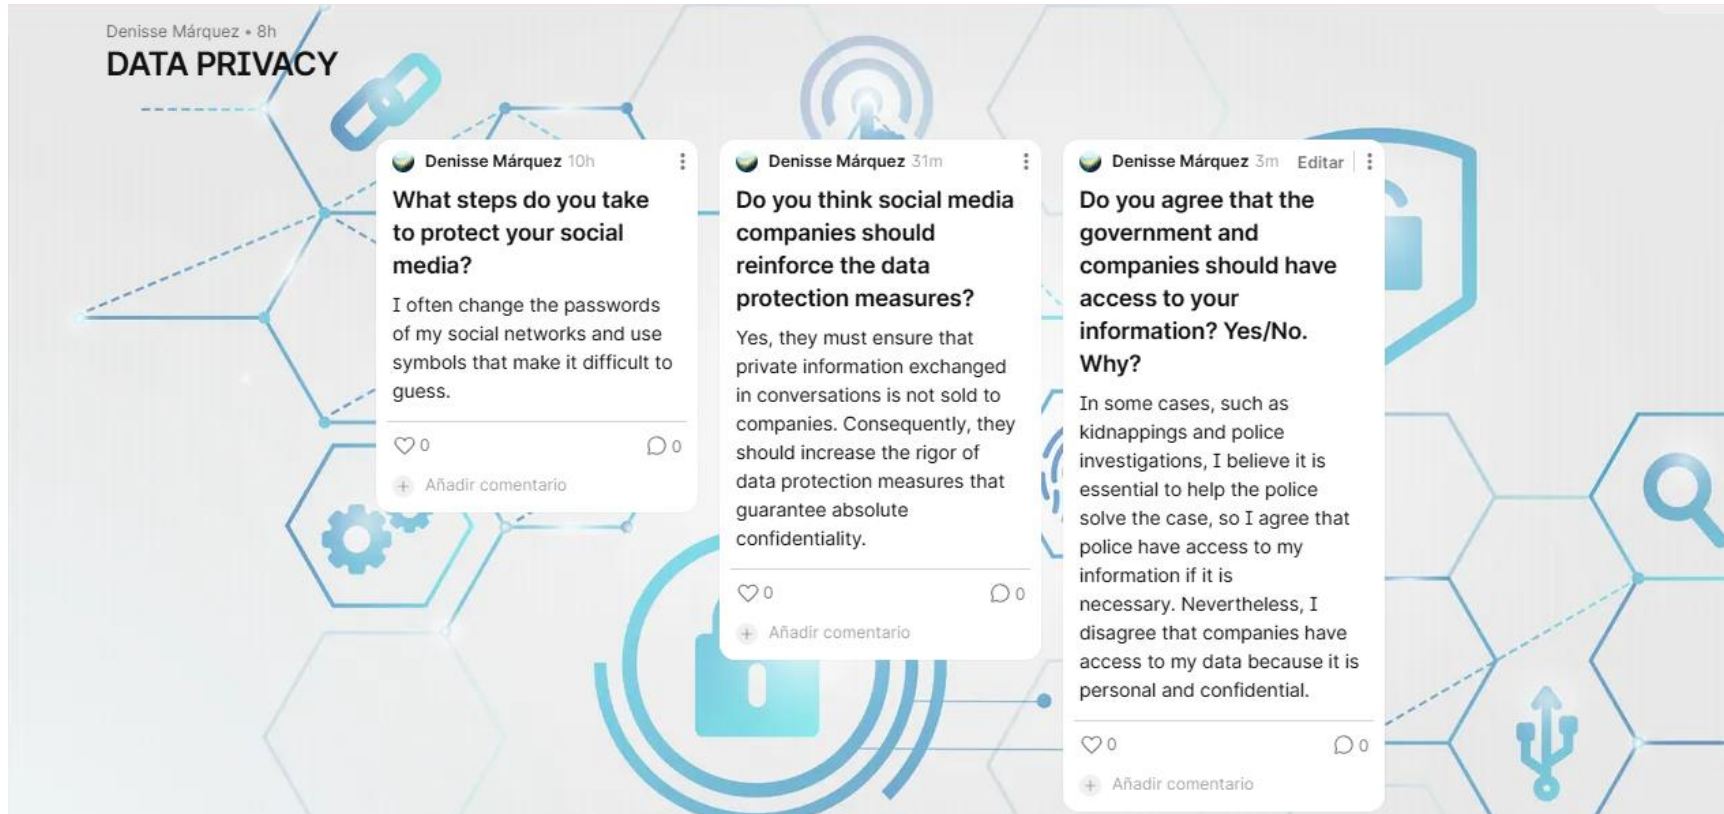 Denisse Márquez • 8h
DATA PRIVACY
Denisse Márquez 10h
What steps do you take
to protect your social
media?
I often change the passwords
of my social networks and use
symbols that make it difficult to
guess.
0 0
Añadir comentario
Denisse Márquez 31m
Do you think social media
companies should
reinforce the data
protection measures?
Yes, they must ensure that
private information exchanged
in conversations is not sold to
companies. Consequently, they
should increase the rigor of
data protection measures that
guarantee absolute
confidentiality.
0 0
Añadir comentario
Denisse Márquez 3m Editar
Do you agree that the
government and
companies should have
access to your
information? Yes/No.
Why?
In some cases, such as
kidnappings and police
investigations, I believe it is
essential to help the police
solve the case, so I agree that
police have access to my
information if it is
necessary. Nevertheless, I
disagree that companies have
access to my data because it is
personal and confidential.
0 0
Añadir comentario